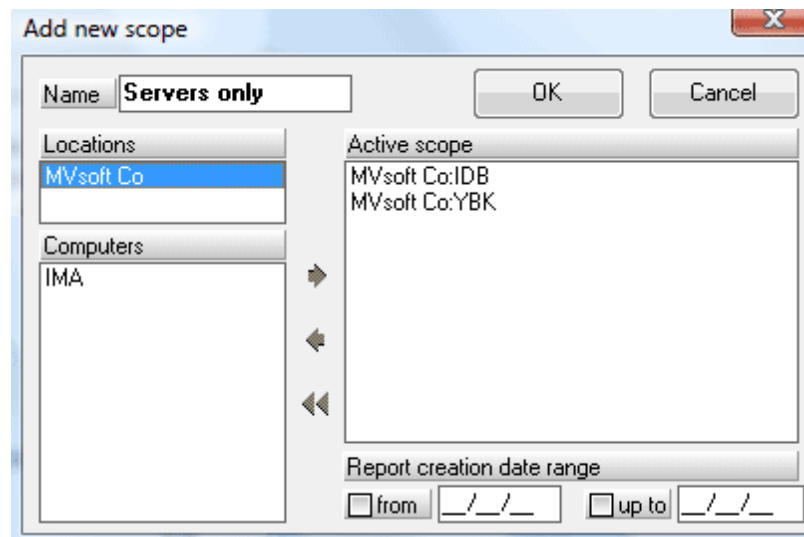 Add new scope
Name Servers only OK Cancel
Locations
MVsoft Co
Computers
IMA
Active scope
MVsoft Co:IDB
MVsoft Co:YBK
Report creation date range
from __/__/__ up to __/__/__